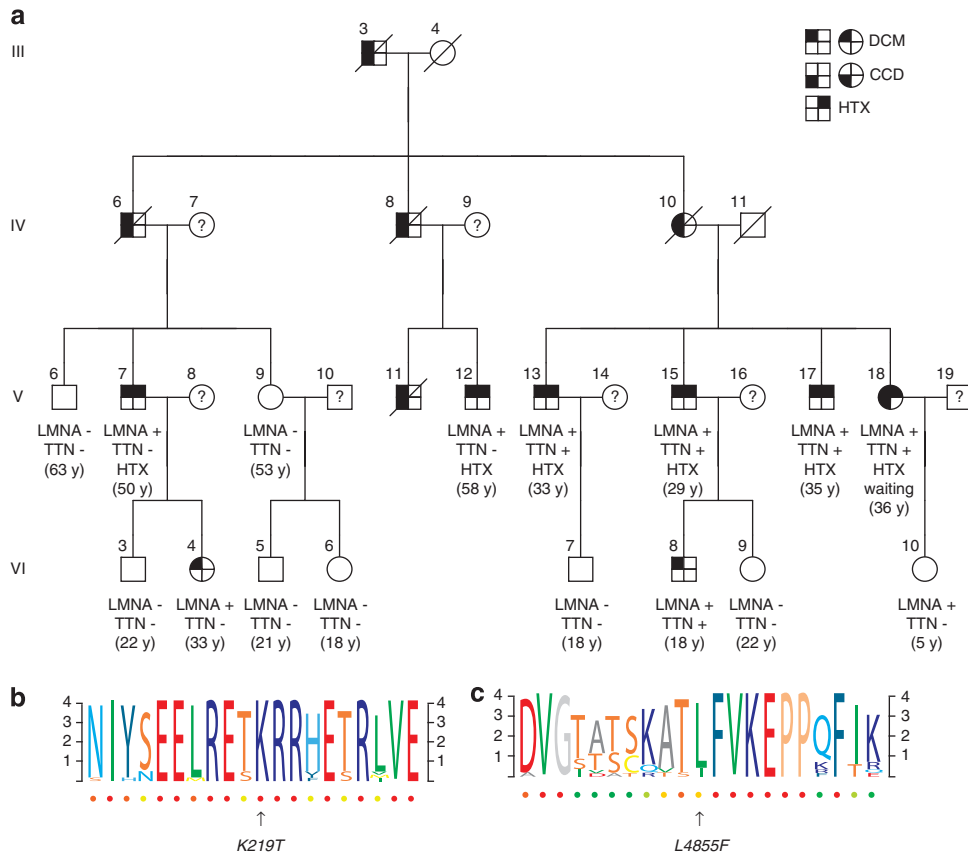 a
III
3 4
DCM
CCD
HTX
IV
6 7 8 9 10 11
? ?
V
6 7 8 9 10 11 12 13 14 15 16 17 18 19
? ? ? ? ?
LMNA - LMNA + LMNA - LMNA + LMNA + LMNA + LMNA + LMNA +
TTN - TTN - TTN - TTN - TTN + TTN + TTN + TTN +
(63 y) HTX (53 y) HTX HTX HTX HTX HTX
(50 y) (58 y) (33 y) (29 y) (35 y) waiting
(36 y)
VI
3 4 5 6 7 8 9 10
LMNA - LMNA + LMNA - LMNA - LMNA - LMNA + LMNA - LMNA +
TTN - TTN - TTN - TTN - TTN - TTN + TTN - TTN -
(22 y) (33 y) (21 y) (18 y) (18 y) (18 y) (22 y) (5 y)
b
4 4
3 3
2 2
1 1
NIYSEELRETKRRHETRLVE
↑
K219T
c
4 4
3 3
2 2
1 1
DVGTATSKATLFVKEPPQFIK
↑
L4855F